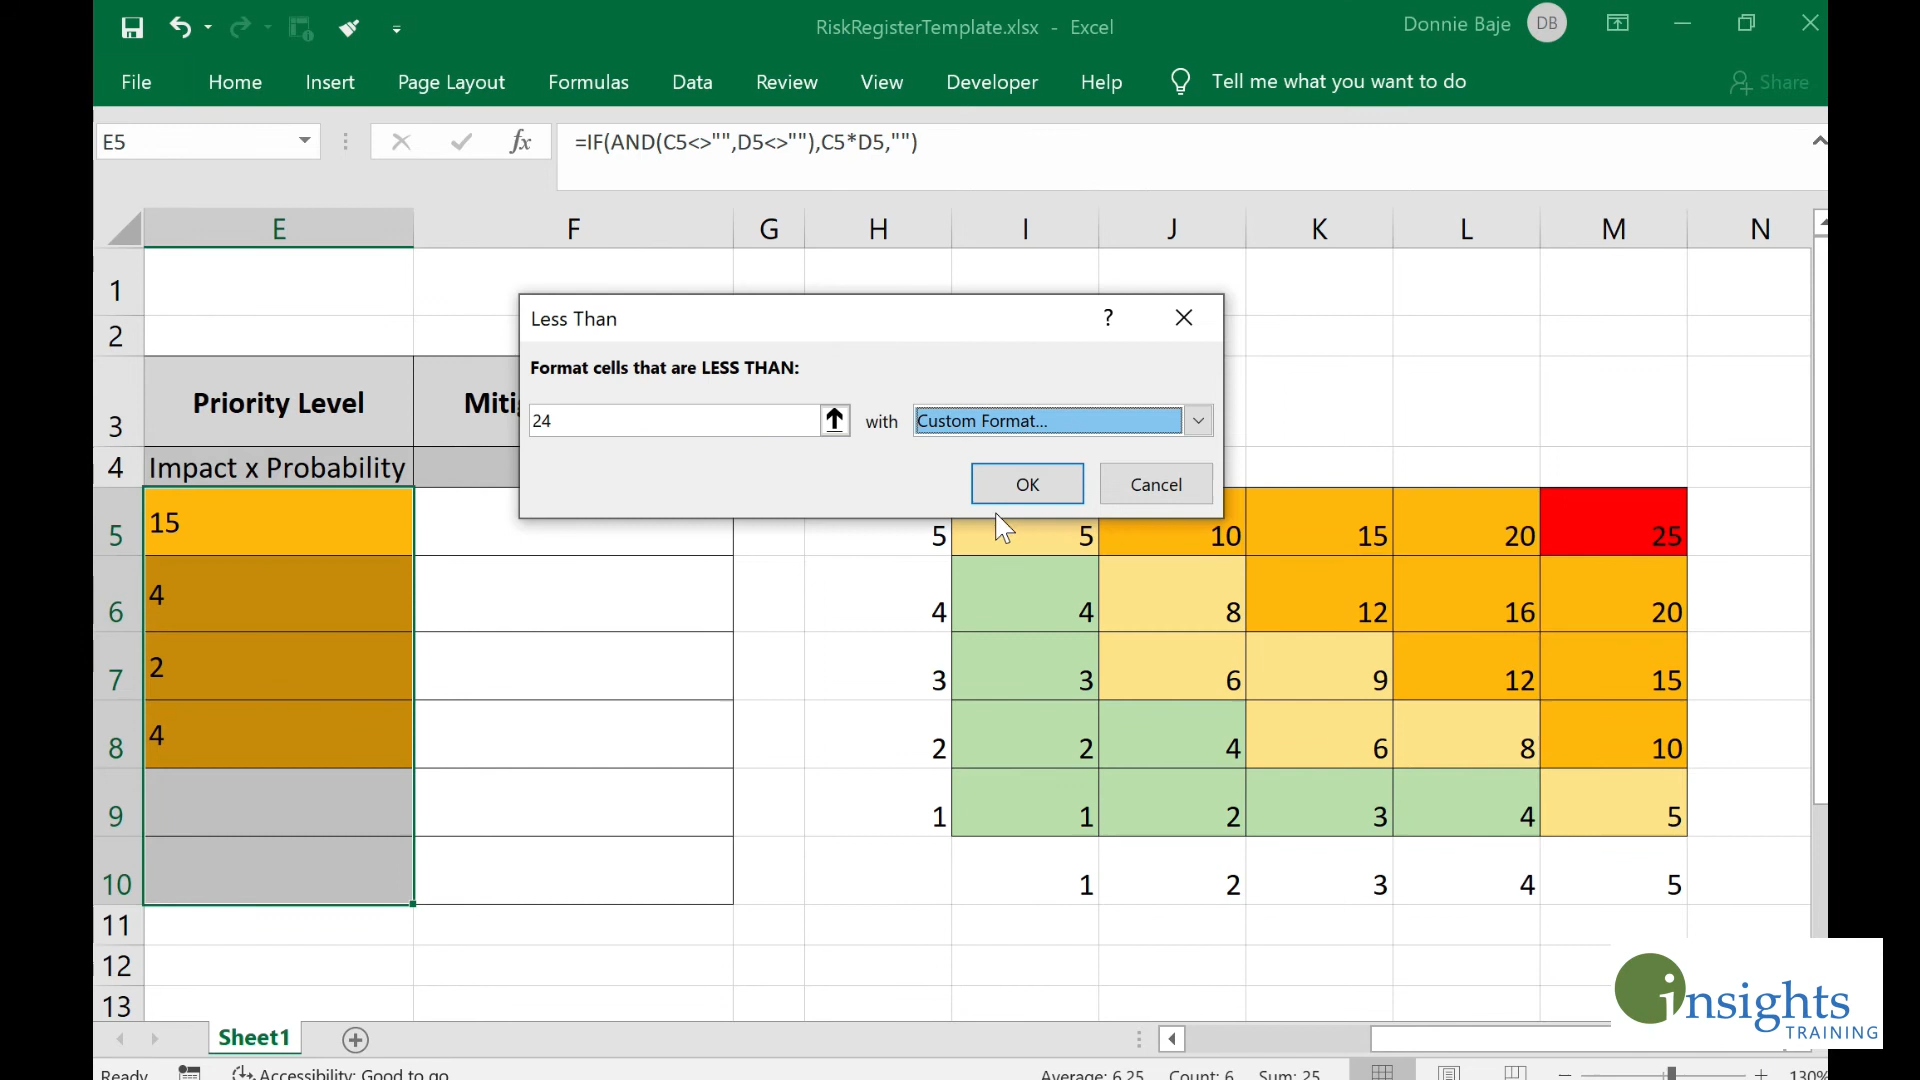 RiskRegisterTemplate.xlsx - Excel
Donnie Baje DB
File Home Insert Page Layout Formulas Data Review View Developer Help Tell me what you want to do Share
E5 fx =IF(AND(C5<>"",D5<>""),C5*D5,"")
E F G H I J K L M N
1
2
Less Than ?
Format cells that are LESS THAN:
24 with Custom Format...
OK Cancel
3 Priority Level
4 Impact x Probability
5 15 5 5 10 15 20 25
6 4 4 4 8 12 16 20
7 2 3 3 6 9 12 15
8 4 2 2 4 6 8 10
9 1 1 2 3 4 5
10 1 2 3 4 5
11
12
13
Sheet1
Ready Accessibility: Good to go Average: 6.25 Count: 6 Sum: 25 130%
insights
TRAINING